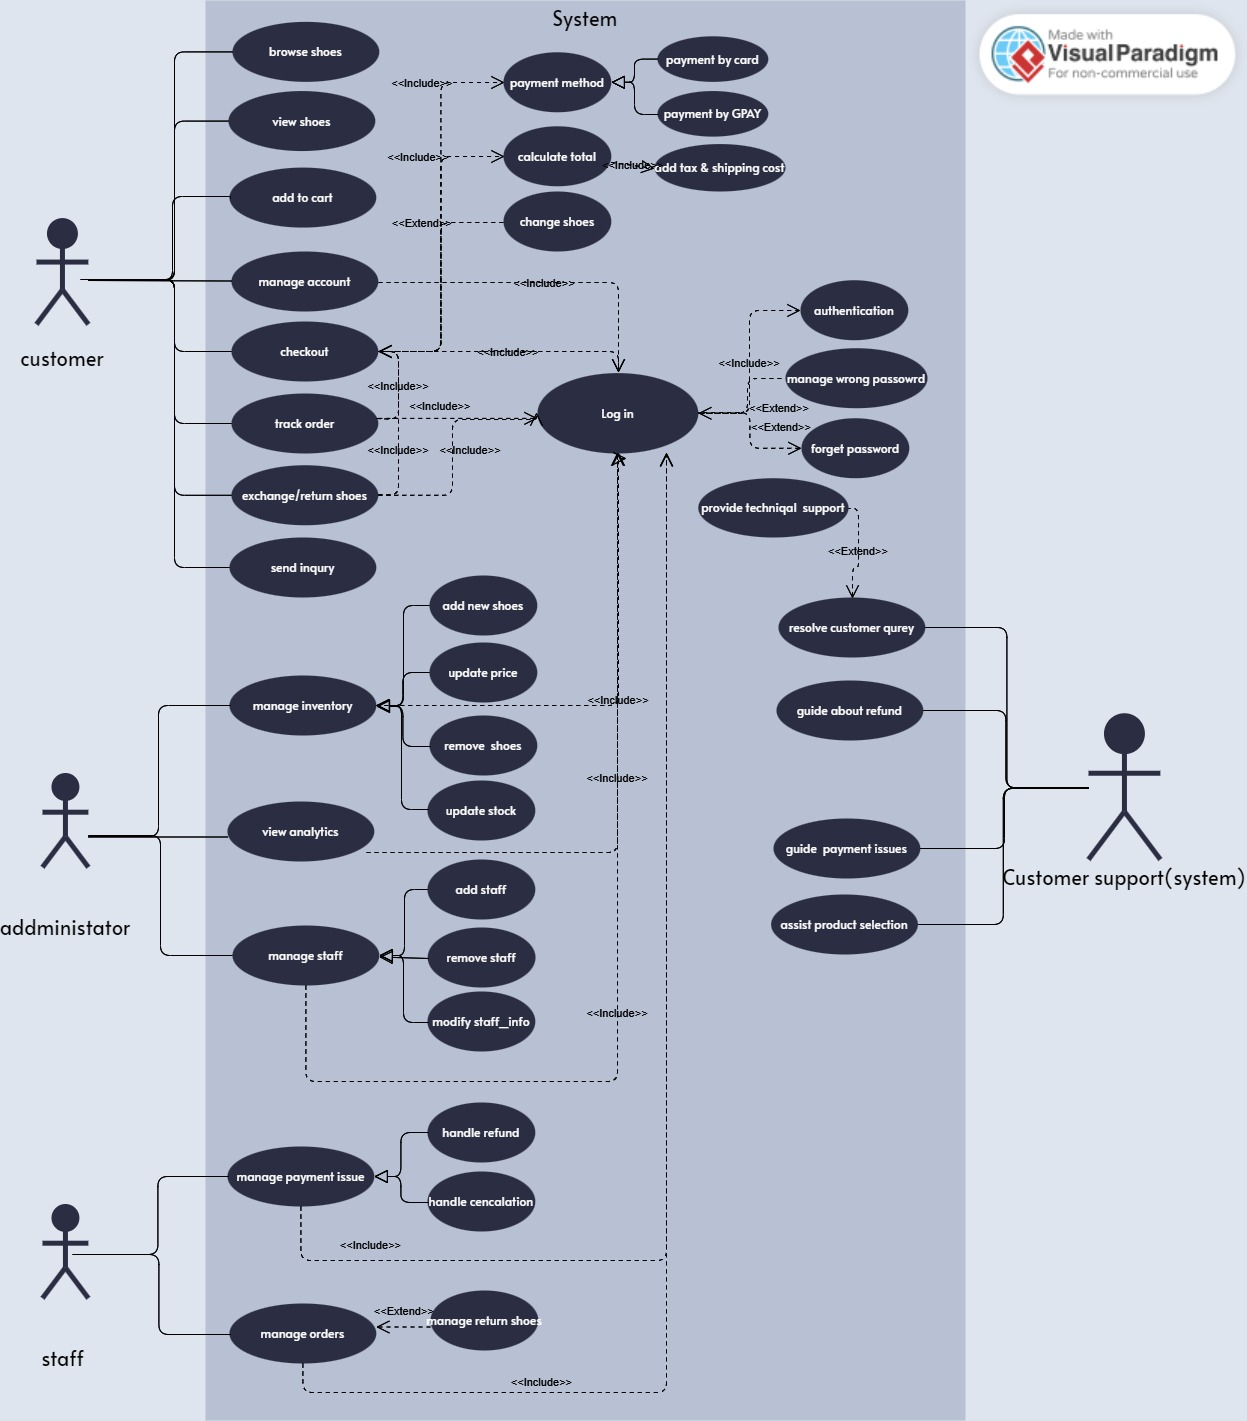 System
Made with
Visual Paradigm
For non-commercial use
browse shoes
view shoes
add to cart
manage account
checkout
track order
exchange/return shoes
send inqury
customer
<<Include>>
payment method
payment by card
payment by GPAY
<<Include>>
calculate total
<<Include>>
add tax & shipping cost
<<Extend>>
change shoes
<<Include>>
<<Include>>
<<Include>>
<<Include>>
<<Include>>
<<Include>>
Log in
authentication
<<Include>>
manage wrong passowrd
<<Extend>>
<<Extend>>
forget password
provide techniqal support
<<Extend>>
resolve customer qurey
guide about refund
guide payment issues
assist product selection
Customer support(system)
add new shoes
update price
manage inventory
<<Include>>
remove shoes
<<Include>>
update stock
view analytics
addministator
add staff
manage staff
remove staff
modify staff_info
<<Include>>
handle refund
manage payment issue
handle cencalation
<<Include>>
staff
manage orders
<<Extend>>
manage return shoes
<<Include>>